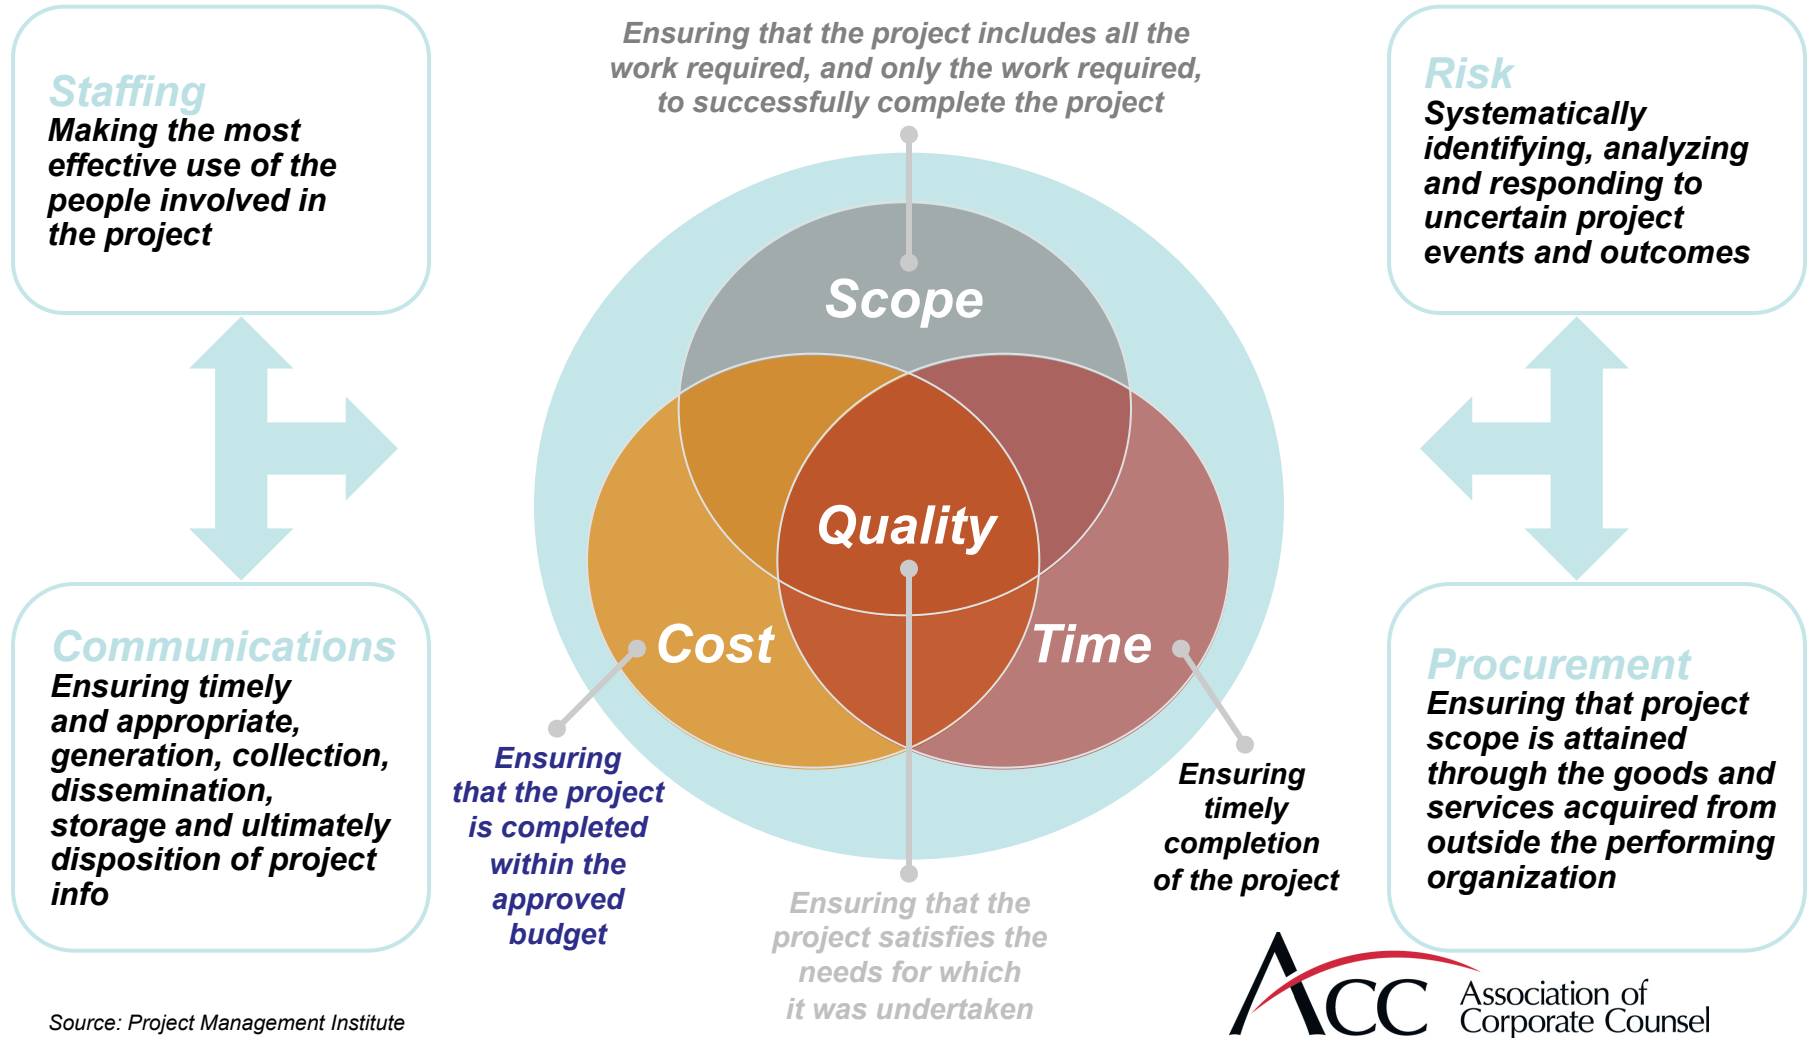 Ensuring that the project includes all the
work required, and only the work required,
to successfully complete the project
Staffing
Making the most
effective use of the
people involved in
the project
Risk
Systematically
identifying, analyzing
and responding to
uncertain project
events and outcomes
Scope
Quality
Cost
Time
Communications
Ensuring timely
and appropriate,
generation, collection,
dissemination,
storage and ultimately
disposition of project
info
Ensuring
that the project
is completed
within the
approved
budget
Ensuring that the
project satisfies the
needs for which
it was undertaken
Ensuring
timely
completion
of the project
Procurement
Ensuring that project
scope is attained
through the goods and
services acquired from
outside the performing
organization
Source: Project Management Institute
ACC
Association of
Corporate Counsel